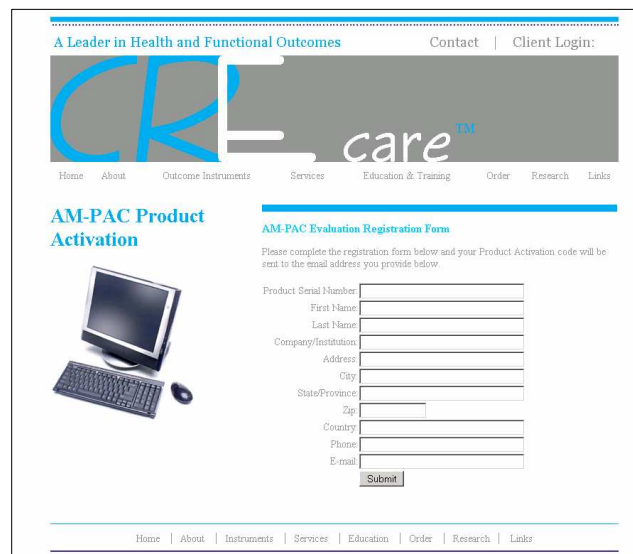 A Leader in Health and Functional Outcomes Contact | Client Login:
CRE care™
Home About Outcome Instruments Services Education & Training Order Research Links
AM-PAC Product
Activation
AM-PAC Evaluation Registration Form
Please complete the registration form below and your Product Activation code will be
sent to the email address you provide below.
Product Serial Number:
First Name:
Last Name:
Company/Institution:
Address:
City:
State/Province:
Zip:
Country:
Phone:
E-mail:
Submit
Home | About | Instruments | Services | Education | Order | Research | Links